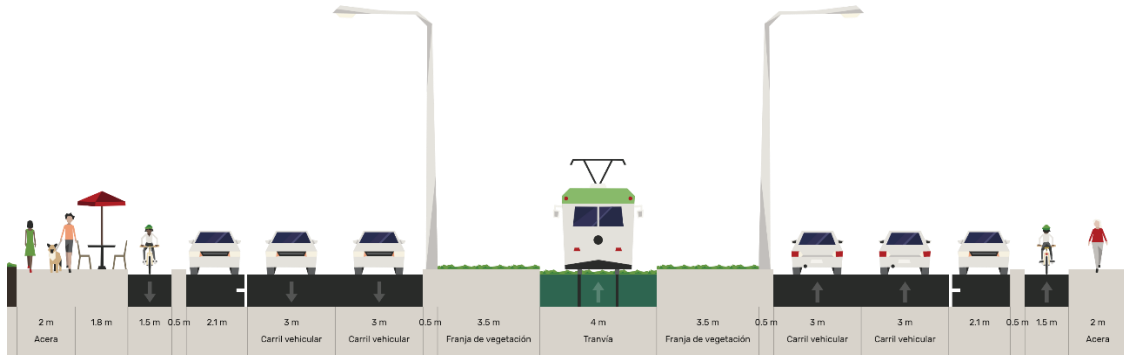 2 m 1.8 m 1.5 m 0.5 m 2.1 m 3 m 3 m 0.5 m 3.5 m 4 m 3.5 m 0.5 m 3 m 3 m 2.1 m 0.5 m 1.5 m 2 m
Acera Carril vehicular Carril vehicular Franja de vegetación Tranvía Franja de vegetación Carril vehicular Carril vehicular Acera